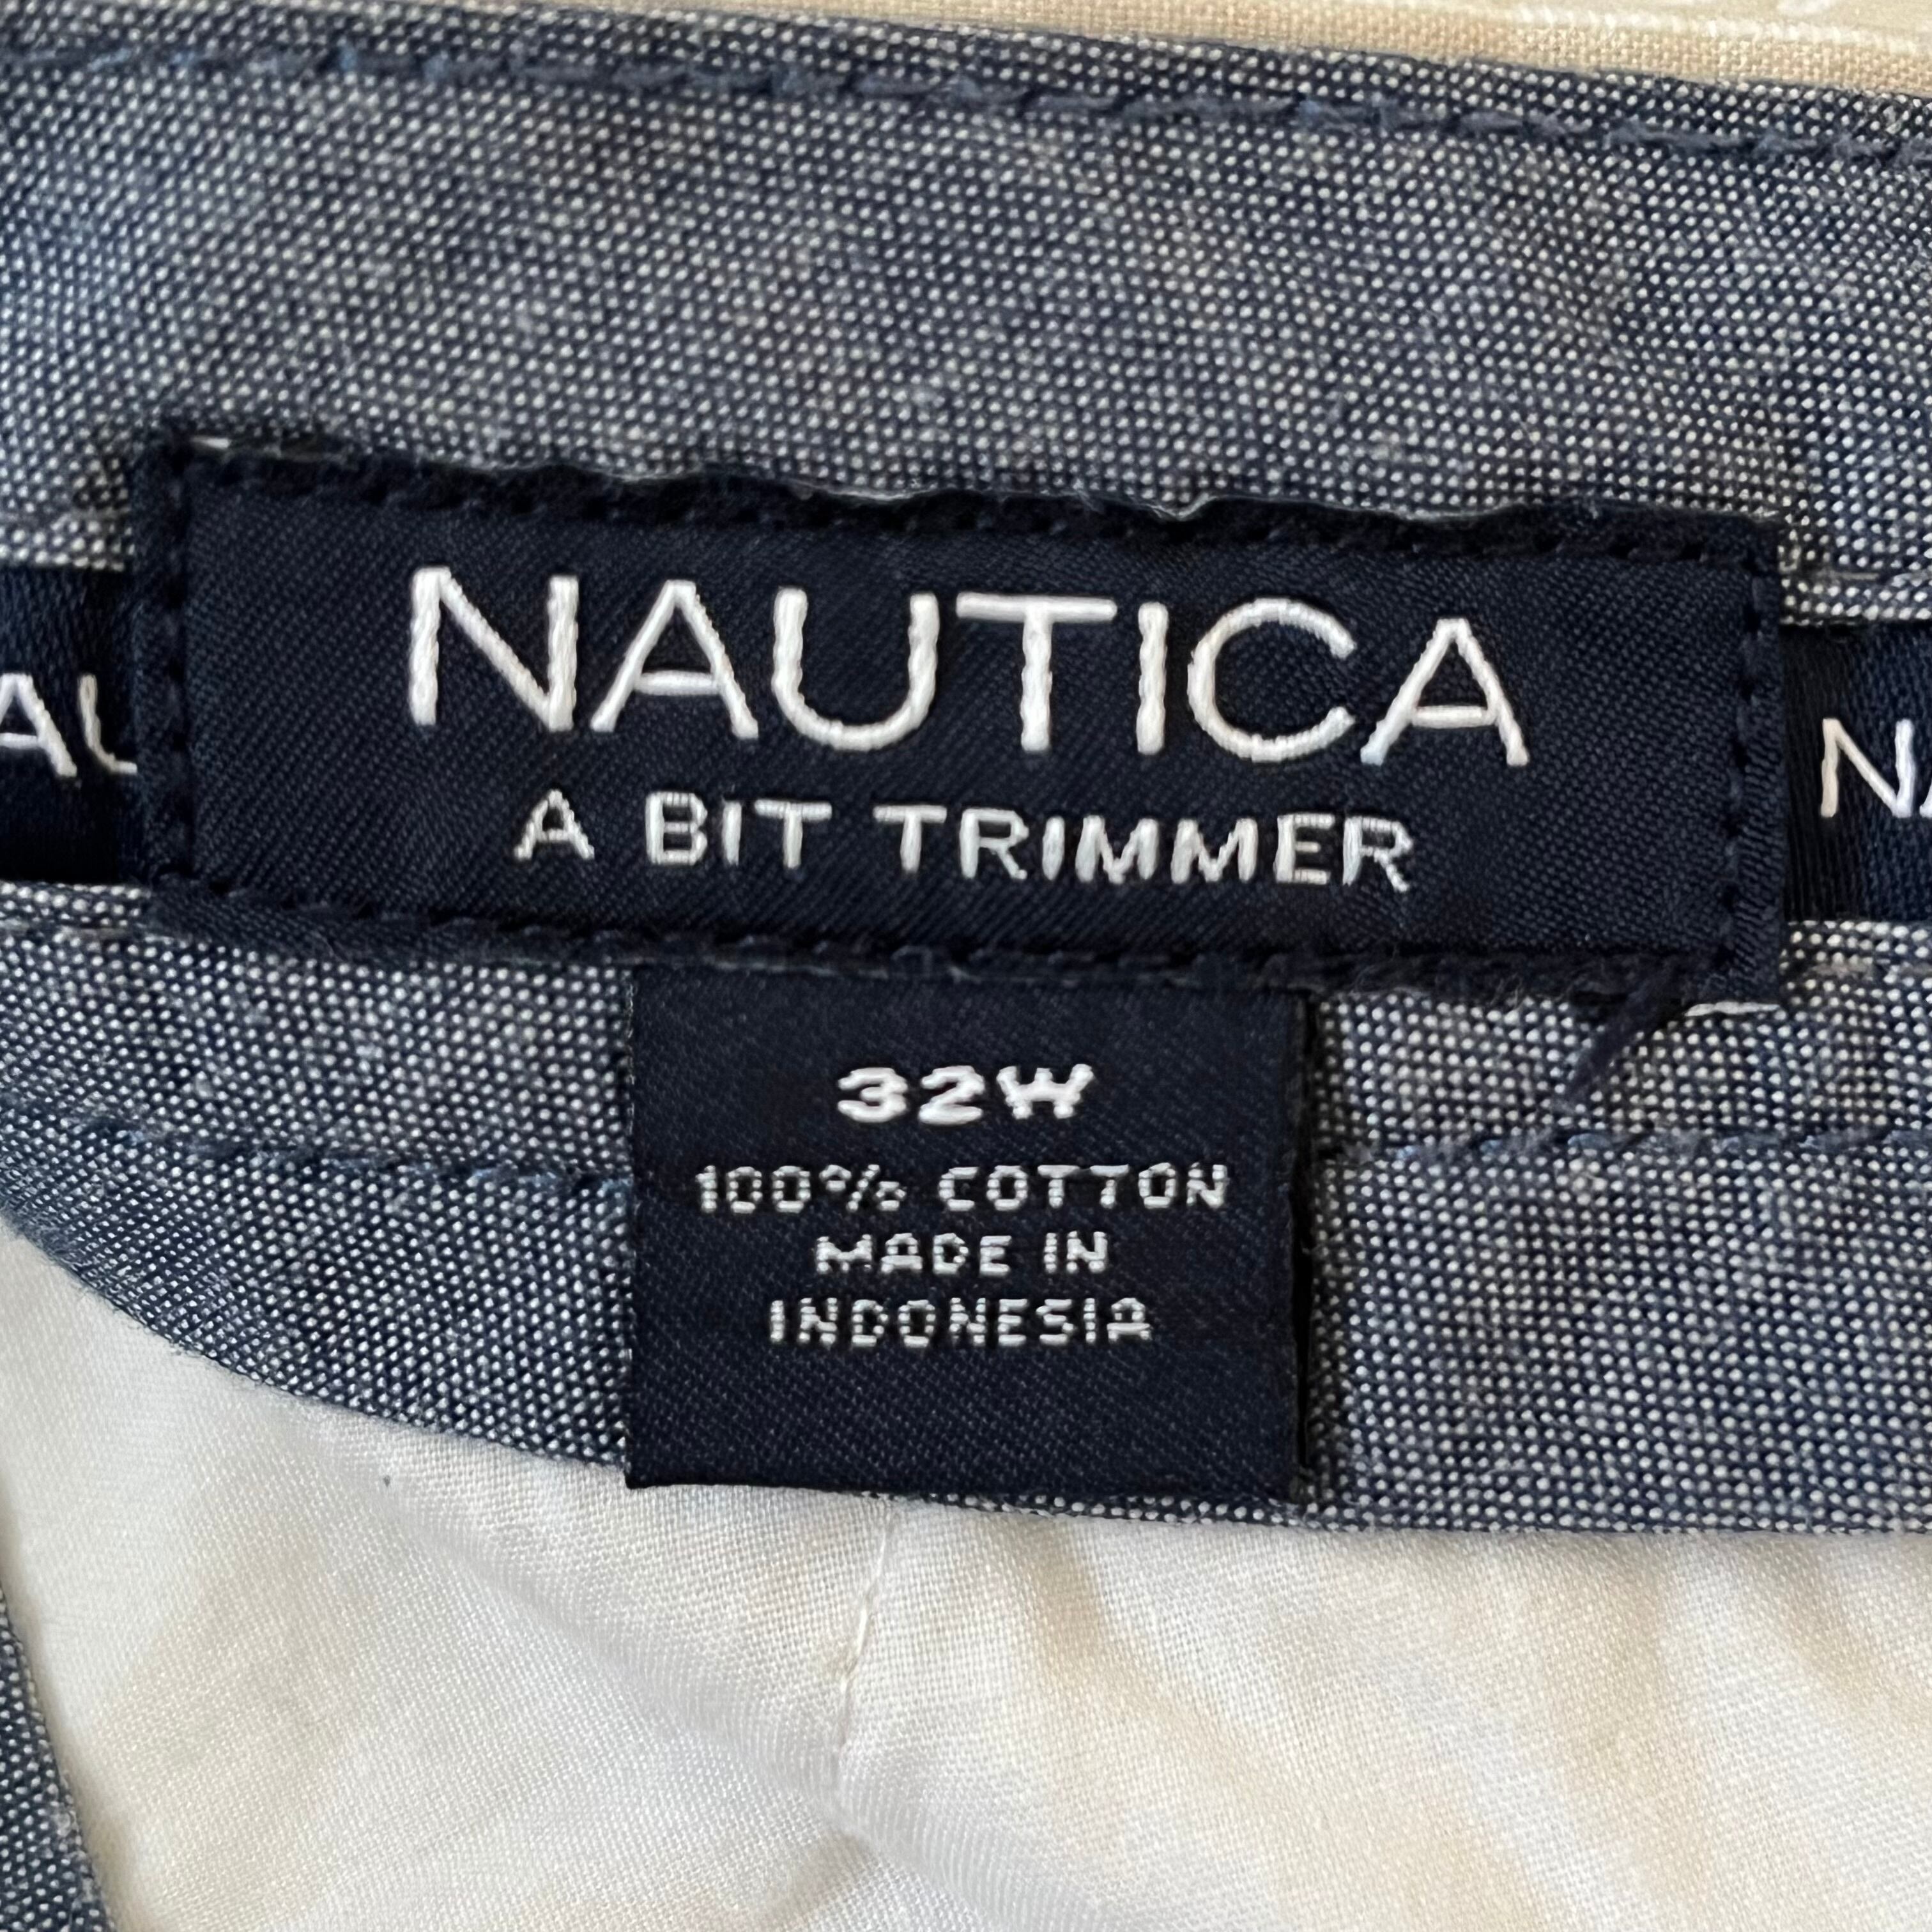 NAUTICA
A BIT TRIMMER
32W
100% COTTON
MADE IN
INDONESIA